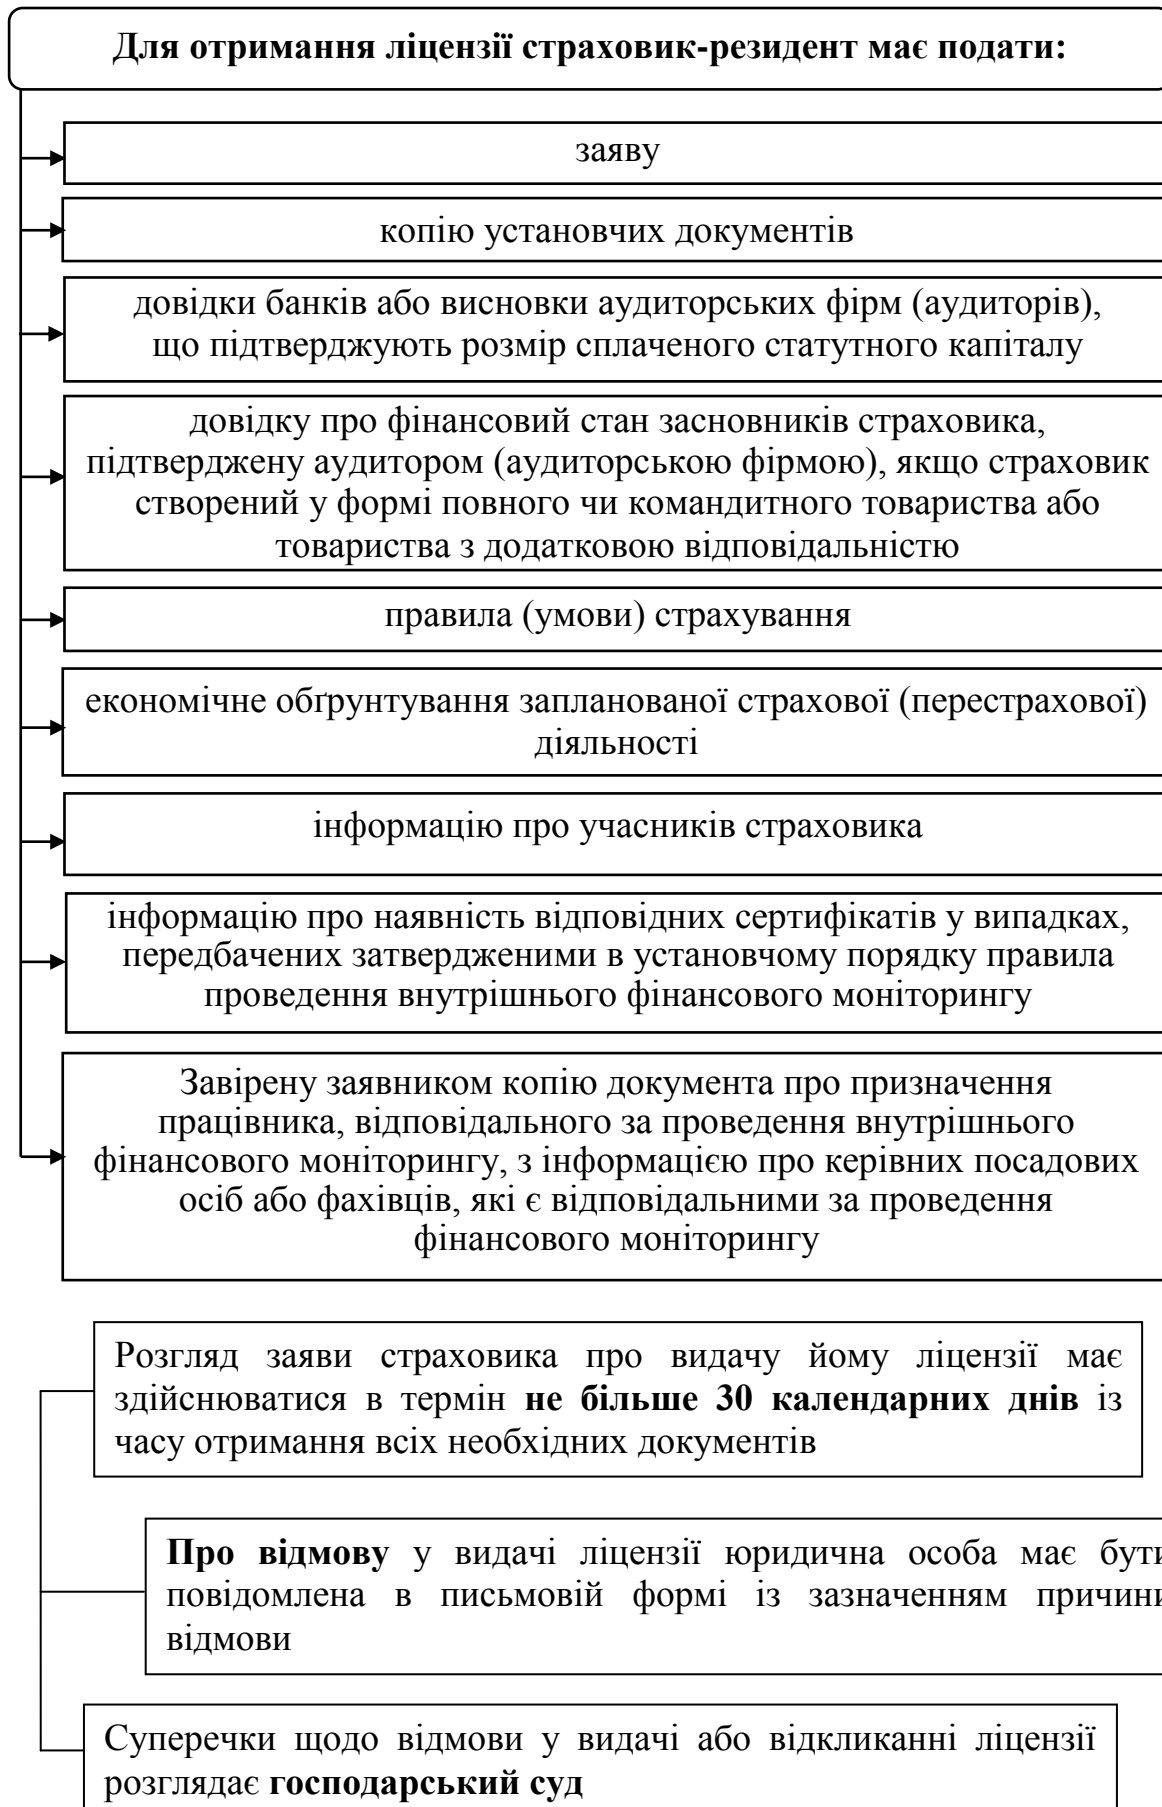 Для отримання ліцензії страховик-резидент має подати:
заяву
копію установчих документів
довідки банків або висновки аудиторських фірм (аудиторів),
що підтверджують розмір сплаченого статутного капіталу
довідку про фінансовий стан засновників страховика,
підтверджену аудитором (аудиторською фірмою), якщо страховик
створений у формі повного чи командитного товариства або
товариства з додатковою відповідальністю
правила (умови) страхування
економічне обґрунтування запланованої страхової (перестрахової)
діяльності
інформацію про учасників страховика
інформацію про наявність відповідних сертифікатів у випадках,
передбачених затвердженими в установчому порядку правила
проведення внутрішнього фінансового моніторингу
Завірену заявником копію документа про призначення
працівника, відповідального за проведення внутрішнього
фінансового моніторингу, з інформацією про керівних посадових
осіб або фахівців, які є відповідальними за проведення
фінансового моніторингу
Розгляд заяви страховика про видачу йому ліцензії має
здійснюватися в термін не більше 30 календарних днів із
часу отримання всіх необхідних документів
Про відмову у видачі ліцензії юридична особа має бути
повідомлена в письмовій формі із зазначенням причини
відмови
Суперечки щодо відмови у видачі або відкликанні ліцензії
розглядає господарський суд